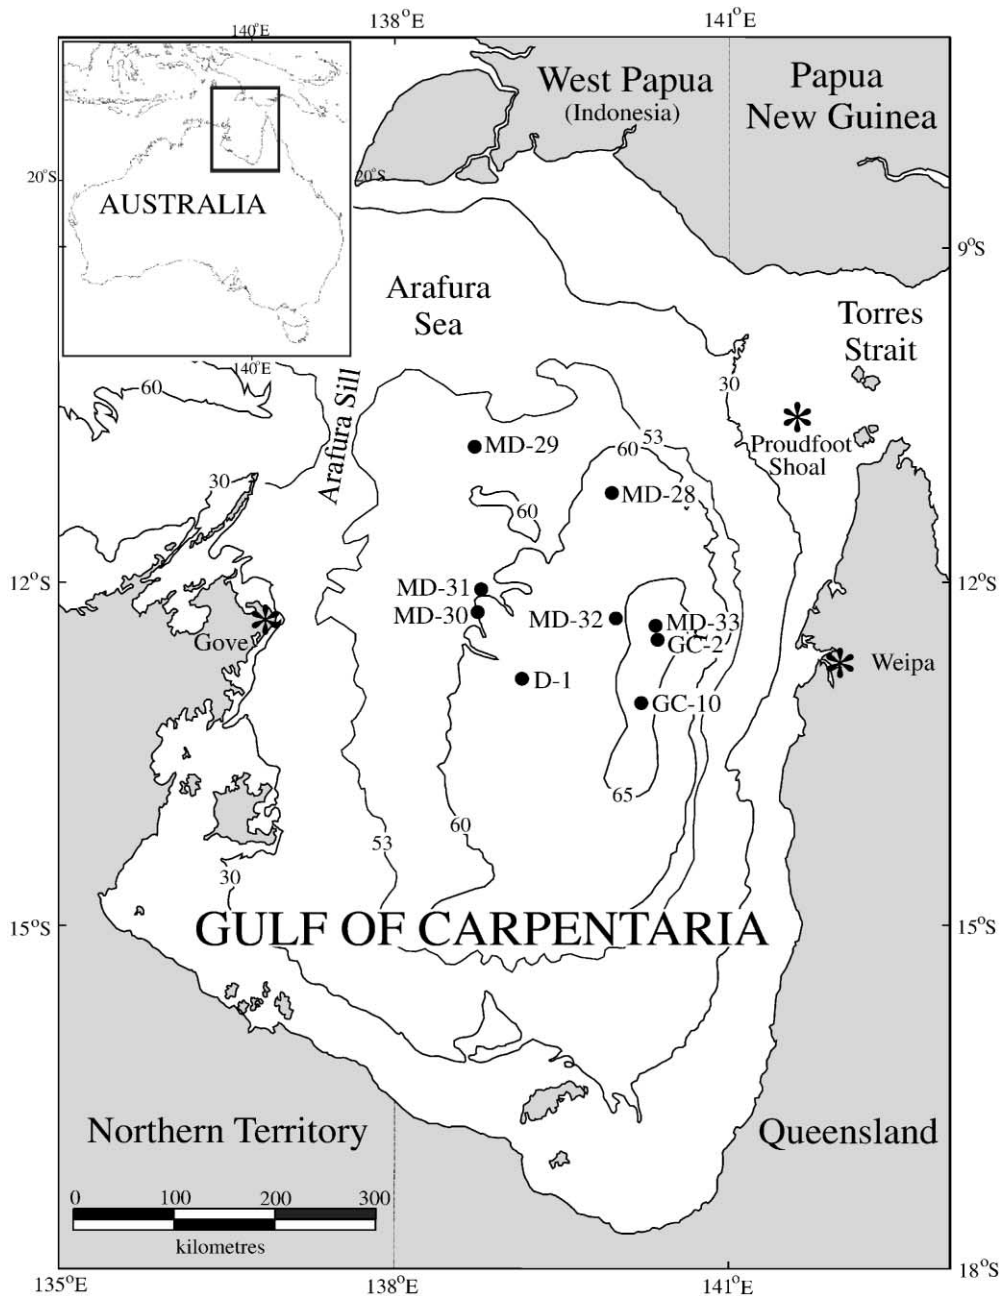 138°E
141°E
140°E
20°S
20°S
AUSTRALIA
140°E
West Papua
(Indonesia)
Papua
New Guinea
9°S
Arafura
Sea
Torres
Strait
60
Arafura Sill
30
53
60
Proudfoot
Shoal
MD-29
30
MD-28
60
12°S
12°S
MD-31
MD-30
MD-32
MD-33
GC-2
Gove
Weipa
D-1
GC-10
65
60
53
30
15°S
GULF OF CARPENTARIA
15°S
Northern Territory
Queensland
0 100 200 300
kilometres
135°E
138°E
141°E
18°S